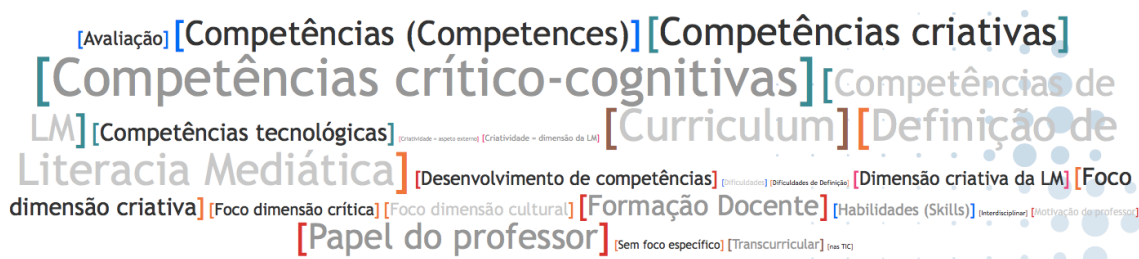 [Avaliação] [Competências (Competences)] [Competências criativas]
[Competências crítico-cognitivas] [Competências de
LM] [Competências tecnológicas] [Criatividade = aspeto externo] [Criatividade = dimensão da LM] [Curriculum] [Definição de
Literacia Mediática] [Desenvolvimento de competências] [Dificuldades] [Dificuldades de Definição] [Dimensão criativa da LM] [Foco
dimensão criativa] [Foco dimensão crítica] [Foco dimensão cultural] [Formação Docente] [Habilidades (Skills)] [Interdisciplinar] [Motivação do professor]
[Papel do professor] [Sem foco específico] [Transcurricular] [nas TIC]